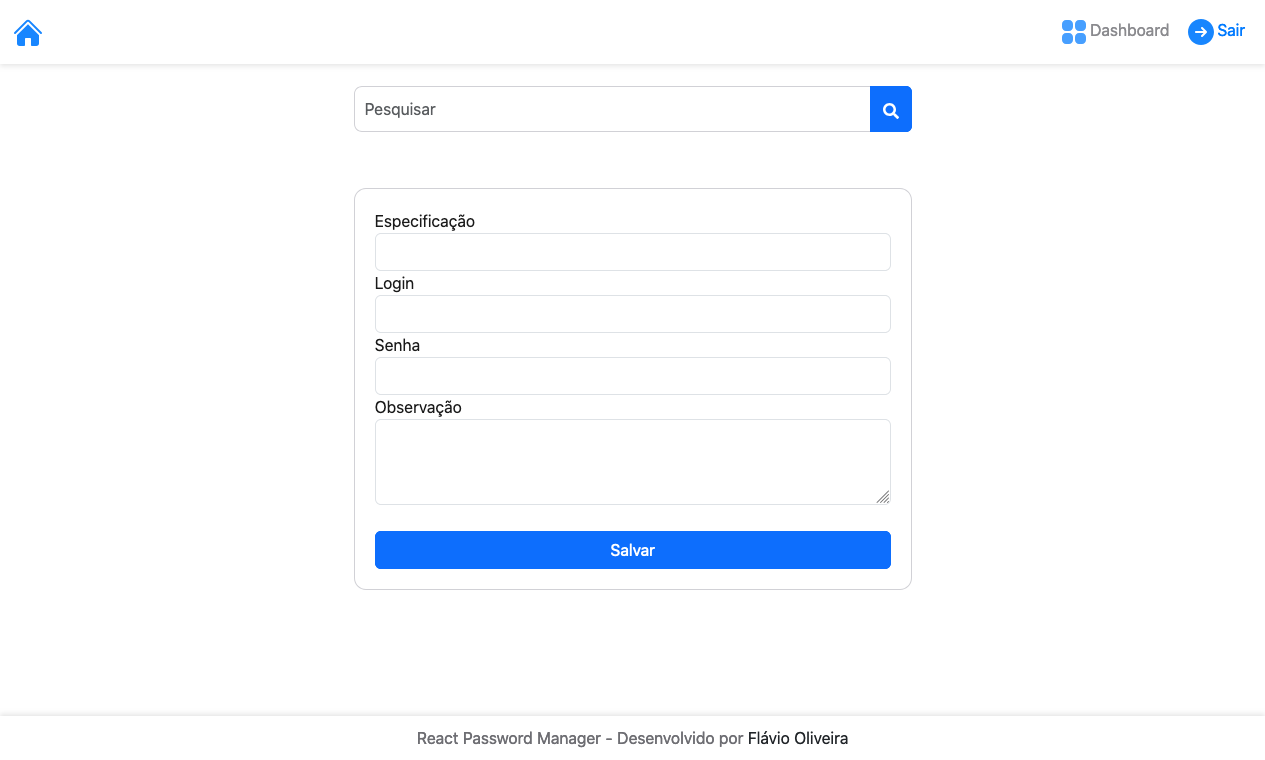 Dashboard Sair
Pesquisar
Especificação
Login
Senha
Observação
Salvar
React Password Manager - Desenvolvido por Flávio Oliveira